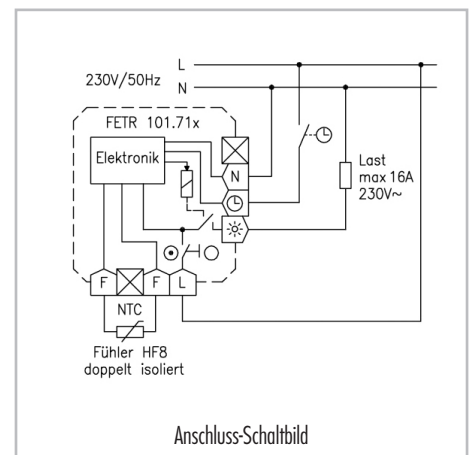 L
230V/50Hz
N
FETR 101.71x
Elektronik
N
Last
max 16A
230V~
F
F
L
NTC
Fühler HF8
doppelt isoliert
Anschluss-Schaltbild